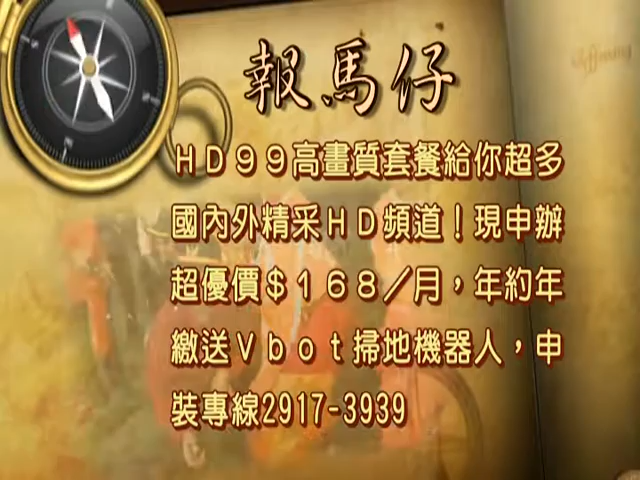 報馬仔
ＨＤ９９高畫質套餐給你超多
國內外精采ＨＤ頻道！現申辦
超優價＄１６８／月，年約年
繳送Ｖｂｏｔ掃地機器人，申
裝專線2917-3939